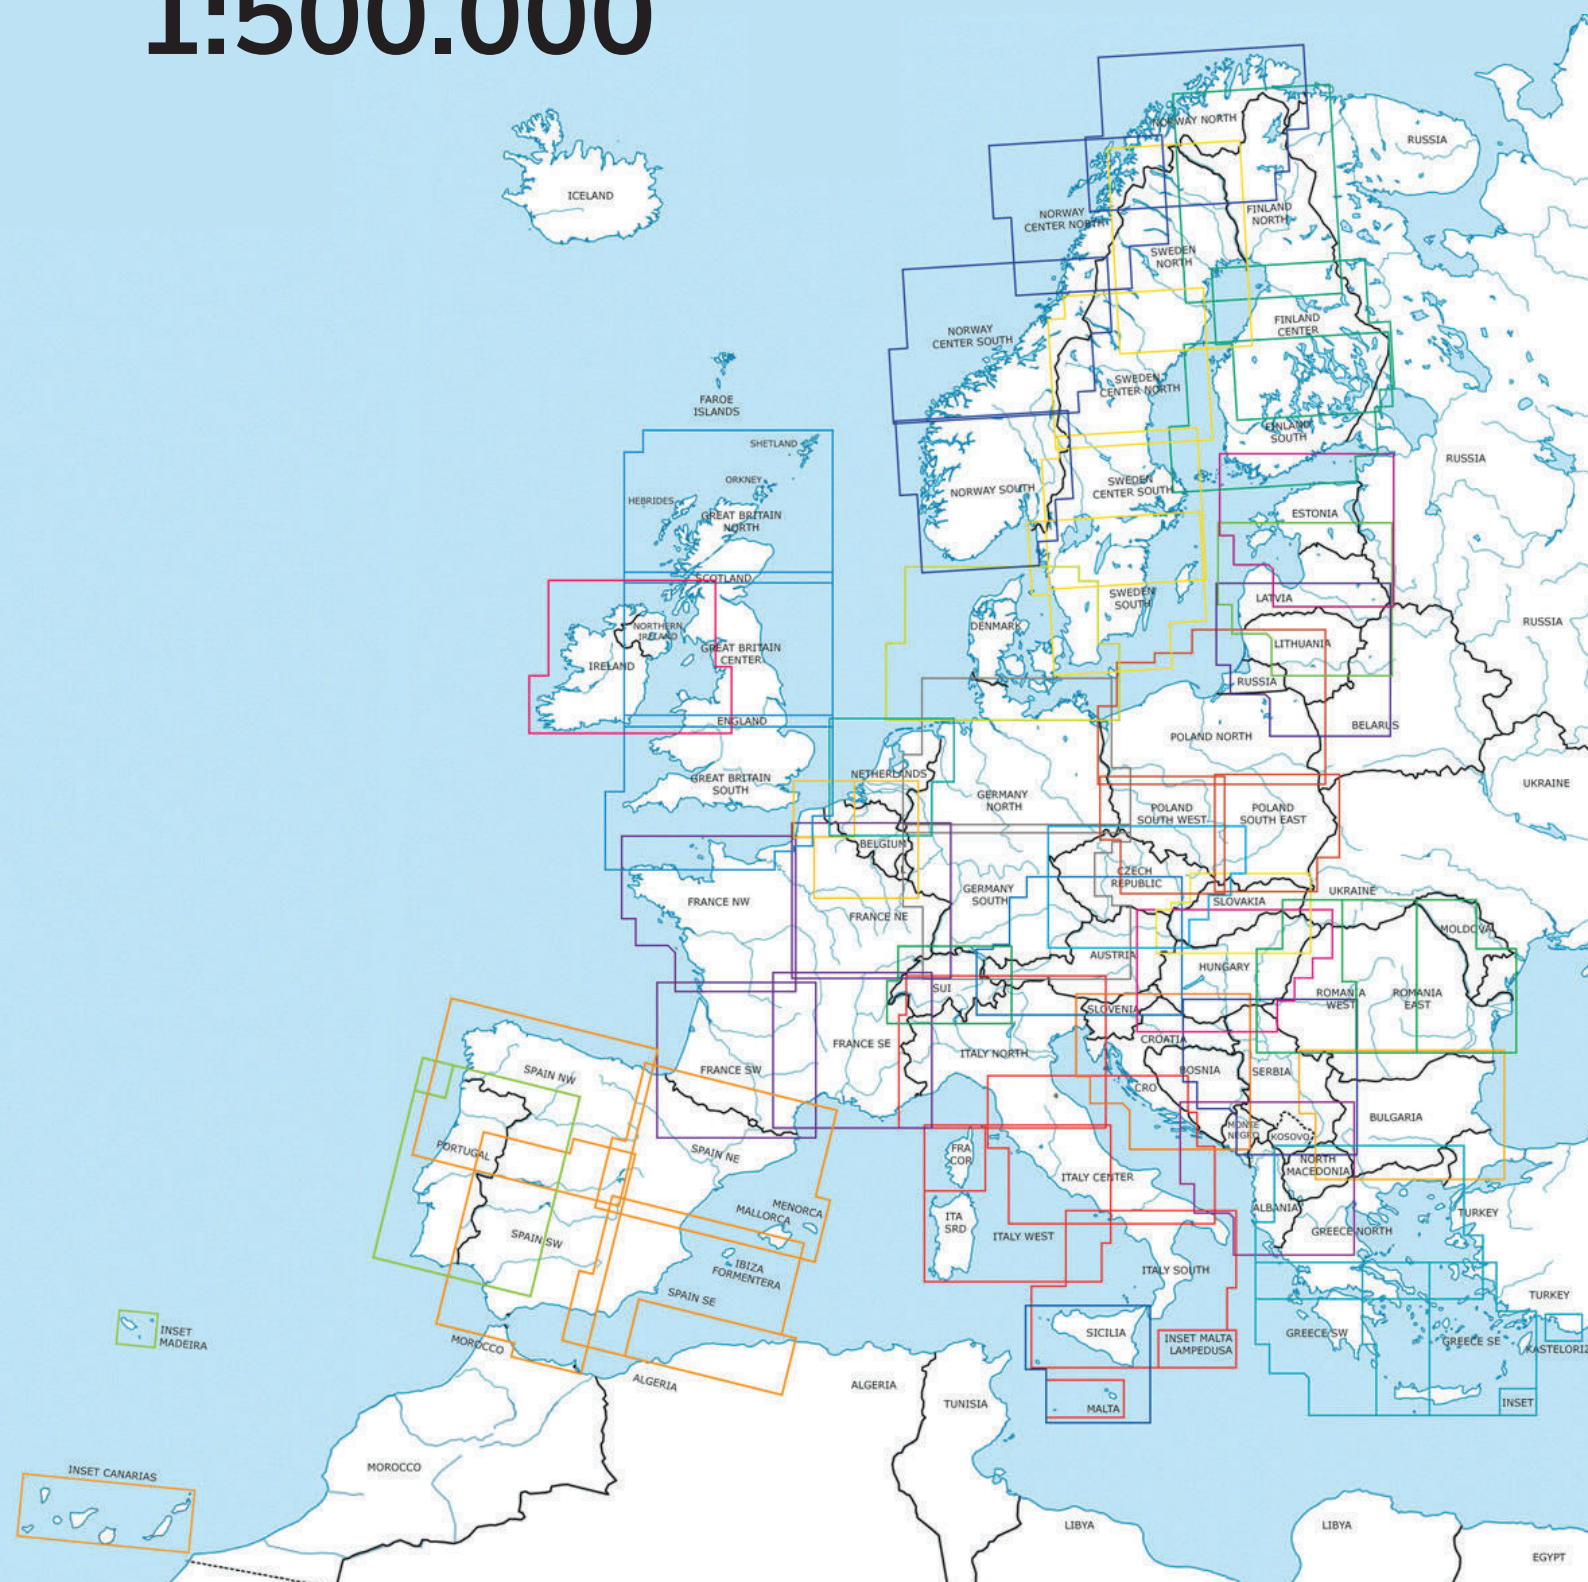 1:500.000
NORWAY NORTH
RUSSIA
ICELAND
NORWAY
CENTER NORTH
FINLAND
NORTH
SWEDEN
NORTH
NORWAY
CENTER SOUTH
FINLAND
CENTER
SWEDEN
CENTER NORTH
FAROE
ISLANDS
FINLAND
SOUTH
SHETLAND
RUSSIA
ORKNEY
HEBRIDES
NORWAY SOUTH
SWEDEN
CENTER SOUTH
GREAT BRITAIN
NORTH
ESTONIA
SCOTLAND
SWEDEN
SOUTH
LATVIA
NORTHERN
IRELAND
DENMARK
RUSSIA
GREAT BRITAIN
CENTER
LITHUANIA
IRELAND
RUSSIA
ENGLAND
BELARUS
POLAND NORTH
NETHERLANDS
GREAT BRITAIN
SOUTH
UKRAINE
GERMANY
NORTH
POLAND
SOUTH WEST
POLAND
SOUTH EAST
BELGIUM
CZECH
REPUBLIC
GERMANY
SOUTH
UKRAINE
FRANCE NW
SLOVAKIA
FRANCE NE
MOLDOVA
AUSTRIA
HUNGARY
SUI
ROMANIA
WEST
ROMANIA
EAST
SLOVENIA
CROATIA
FRANCE SE
ITALY NORTH
FRANCE SW
BOSNIA
SERBIA
SPAIN NW
CRO
BULGARIA
MONTE
NEGRO
KOSOVO
PORTUGAL
SPAIN NE
FRA
COR
NORTH
MACEDONIA
ITALY CENTER
MENORCA
MALLORCA
ALBANIA
TURKEY
ITA
SRD
GREECE NORTH
SPAIN SW
ITALY WEST
IBIZA
FORMENTERA
ITALY SOUTH
SPAIN SE
TURKEY
INSET
MADEIRA
SICILIA
INSET MALTA
LAMPEDUSA
GREECE SW
GREECE SE
MOROCCO
KASTELORIZ
ALGERIA
ALGERIA
TUNISIA
MALTA
INSET
MOROCCO
INSET CANARIAS
LIBYA
LIBYA
EGYPT